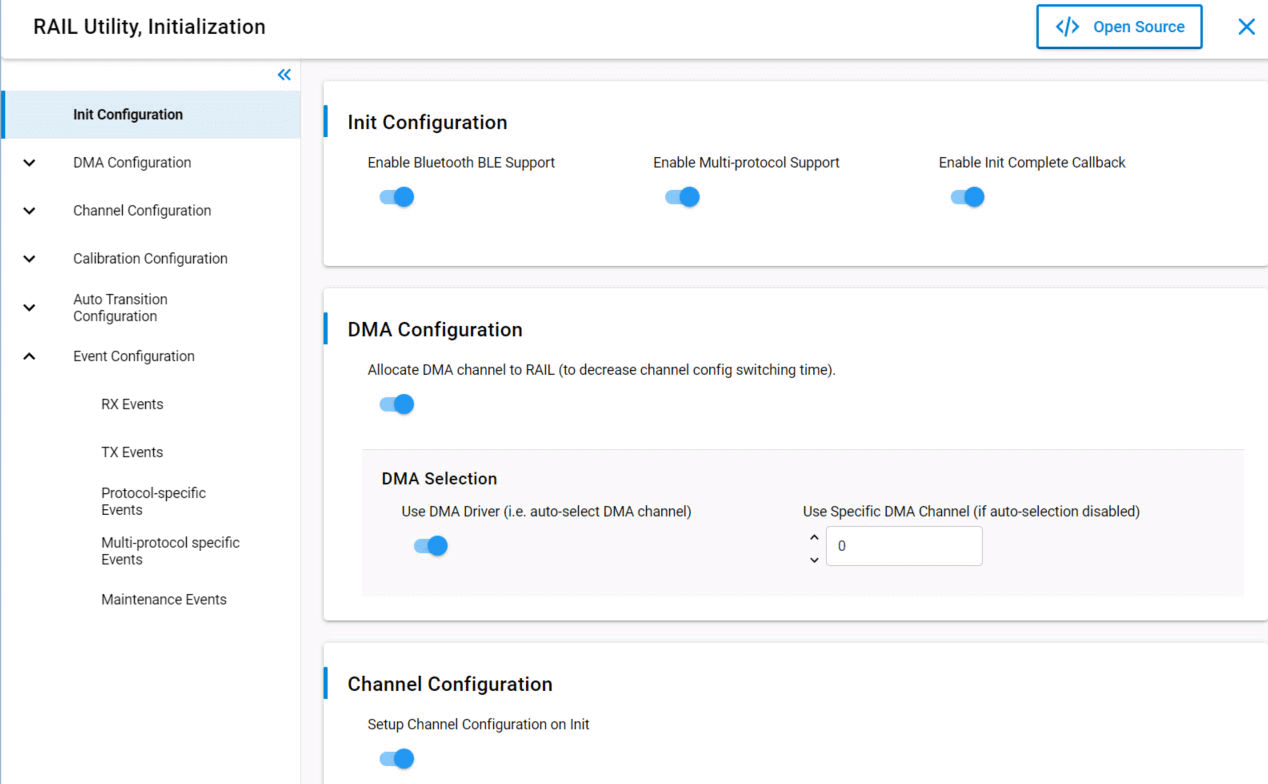 RAIL Utility, Initialization
</> Open Source
Init Configuration
DMA Configuration
Channel Configuration
Calibration Configuration
Auto Transition
Configuration
Event Configuration
RX Events
TX Events
Protocol-specific
Events
Multi-protocol specific
Events
Maintenance Events
Init Configuration
Enable Bluetooth BLE Support
Enable Multi-protocol Support
Enable Init Complete Callback
DMA Configuration
Allocate DMA channel to RAIL (to decrease channel config switching time).
DMA Selection
Use DMA Driver (i.e. auto-select DMA channel)
Use Specific DMA Channel (if auto-selection disabled)
0
Channel Configuration
Setup Channel Configuration on Init